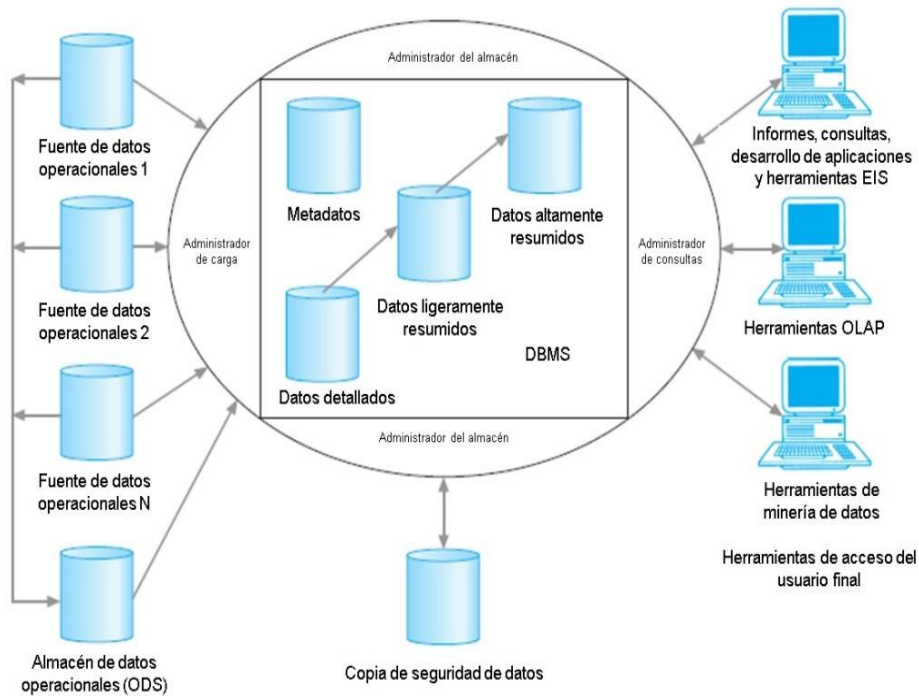 Administrador del almacén
Fuente de datos
operacionales 1
Fuente de datos
operacionales 2
Fuente de datos
operacionales N
Almacén de datos
operacionales (ODS)
Administrador
de carga
Metadatos
Datos altamente
resumidos
Datos ligeramente
resumidos
DBMS
Datos detallados
Administrador del almacén
Administrador
de consultas
Copia de seguridad de datos
Informes, consultas,
desarrollo de aplicaciones
y herramientas EIS
Herramientas OLAP
Herramientas de
minería de datos
Herramientas de acceso del
usuario final